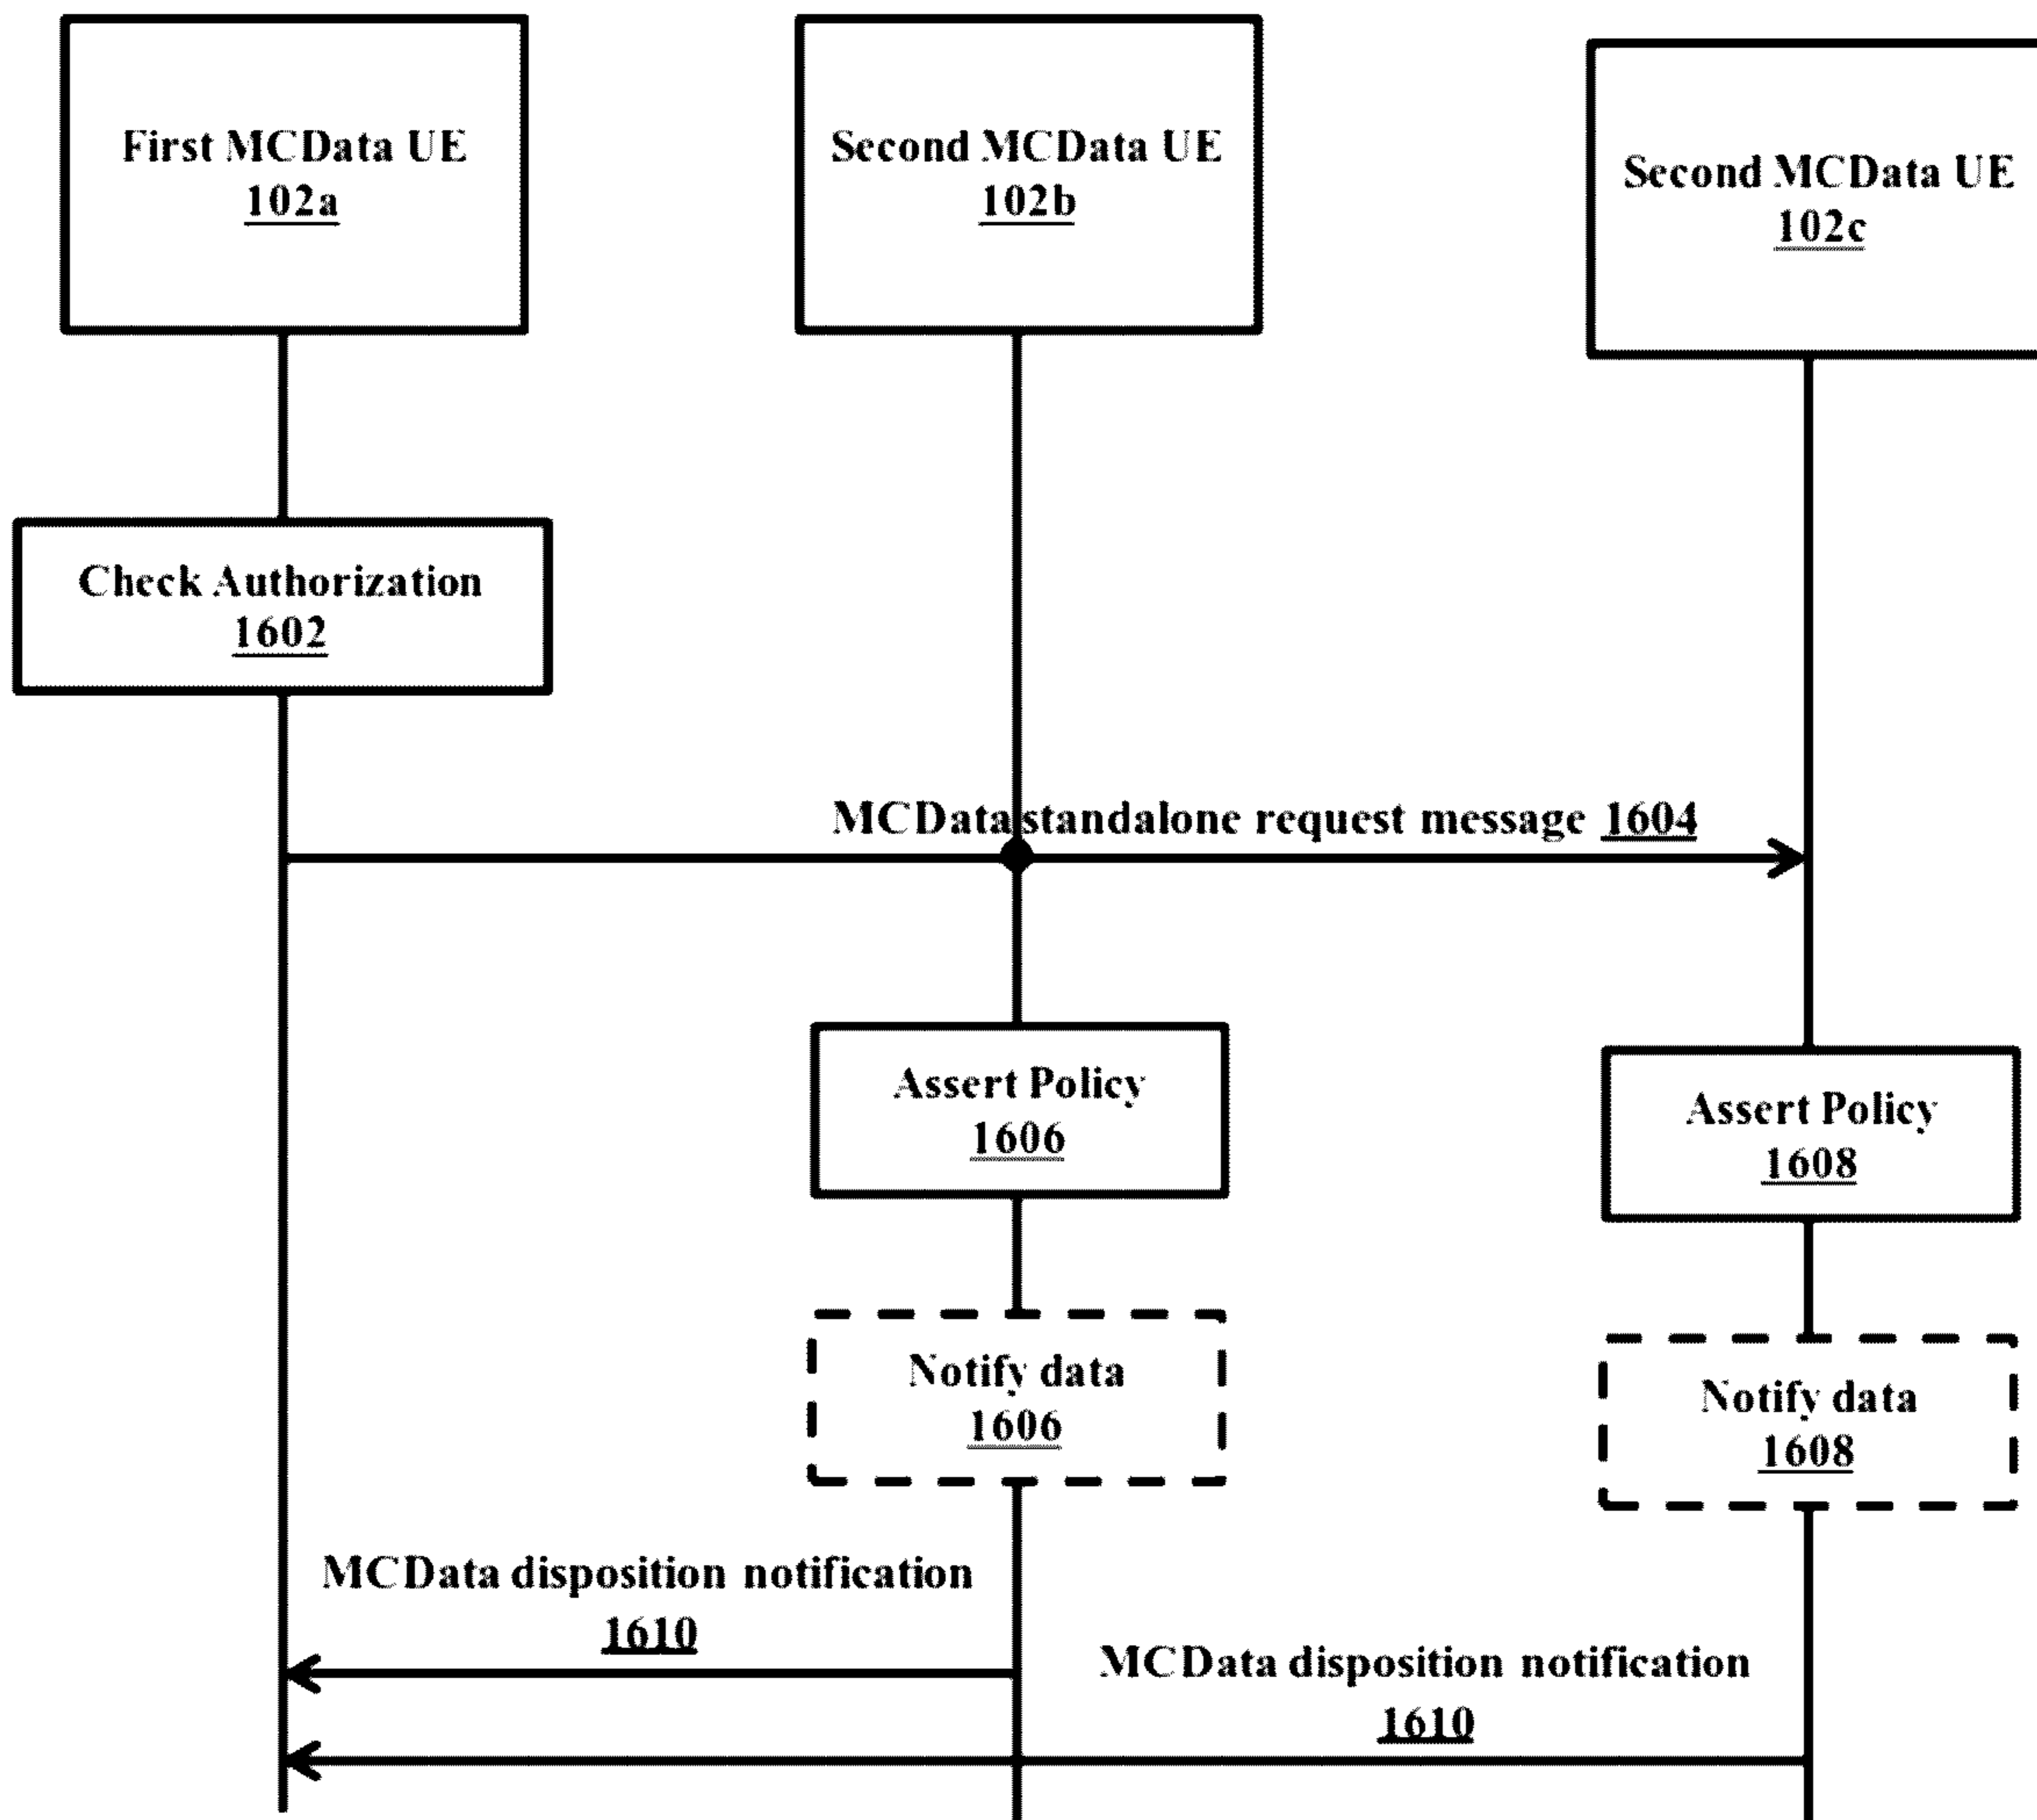 First MCData UE
102a
Second MCData UE
102b
Second MCData UE
102c
Check Authorization
1602
MCData standalone request message 1604
Assert Policy
1606
Assert Policy
1608
Notify data
1606
Notify data
1608
MCData disposition notification
1610
MCData disposition notification
1610